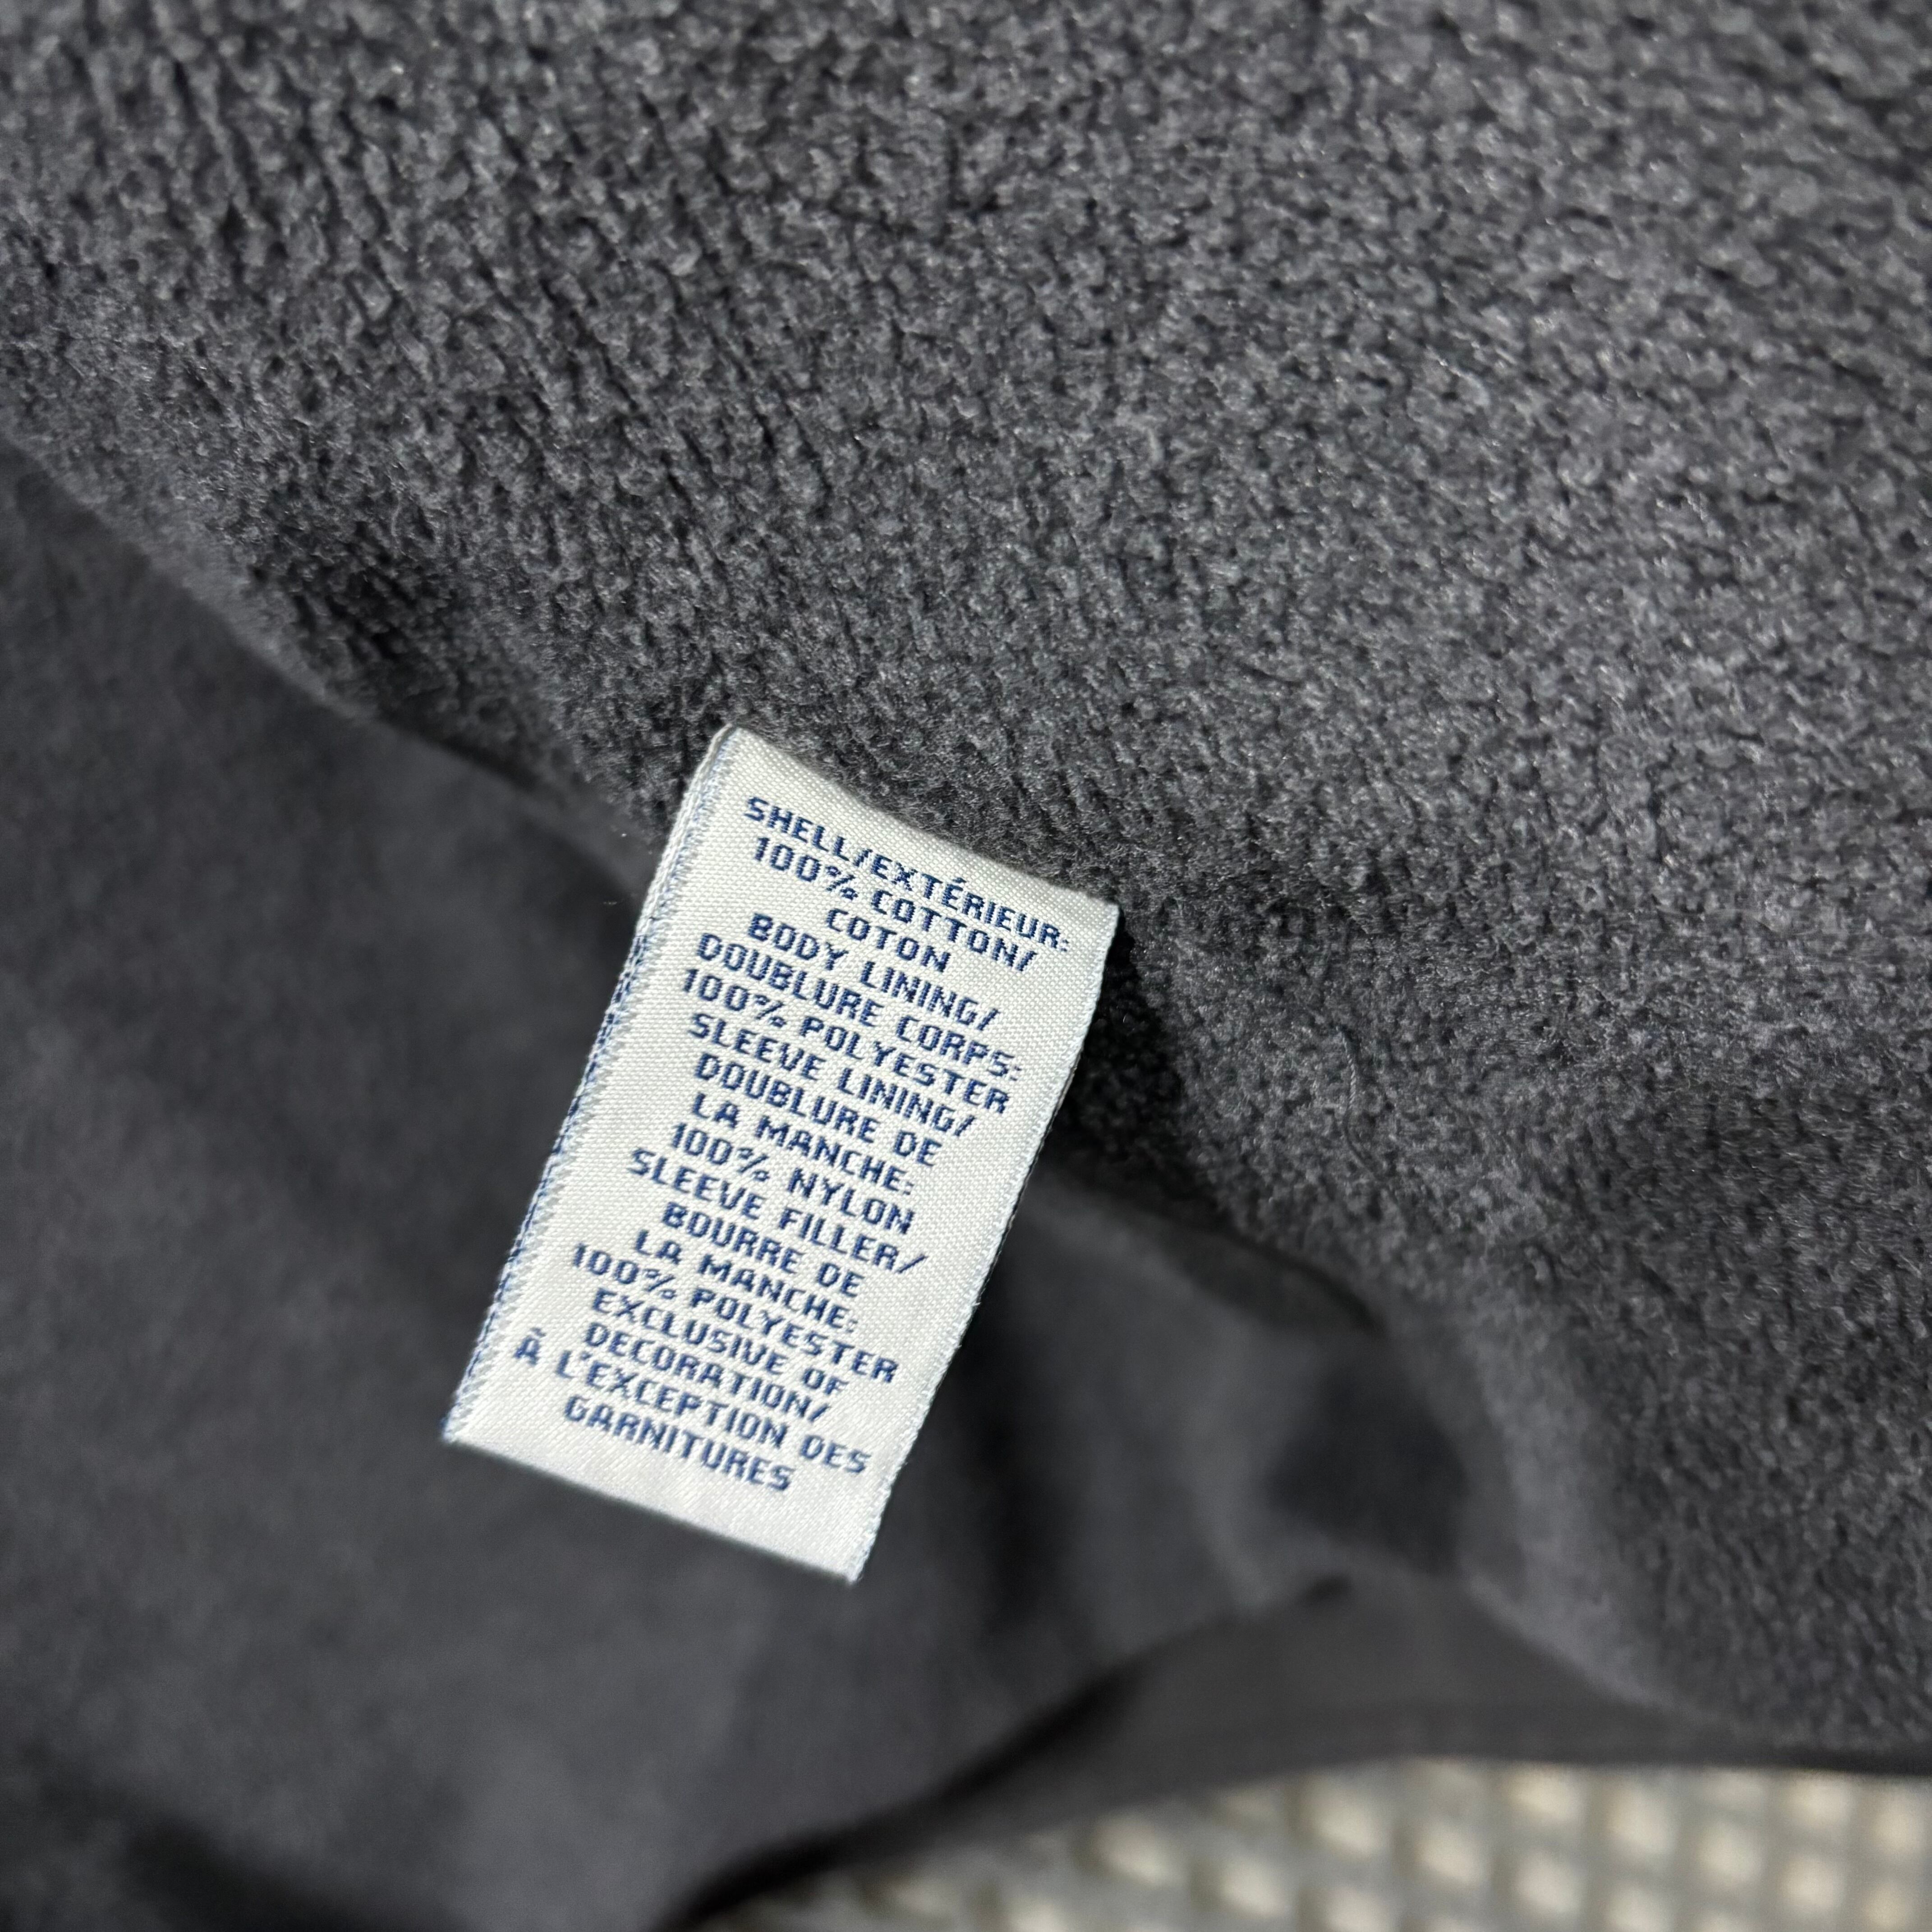 SHELL/EXTÉRIEUR:
100% COTTON/
COTON
BODY LINING/
DOUBLURE CORPS:
100% POLYESTER
SLEEVE LINING/
DOUBLURE DE
LA MANCHE:
100% NYLON
SLEEVE FILLER/
BOURRE DE
LA MANCHE:
100% POLYESTER
EXCLUSIVE OF
DECORATION/
Ã L'EXCEPTION DES
GARNITURES